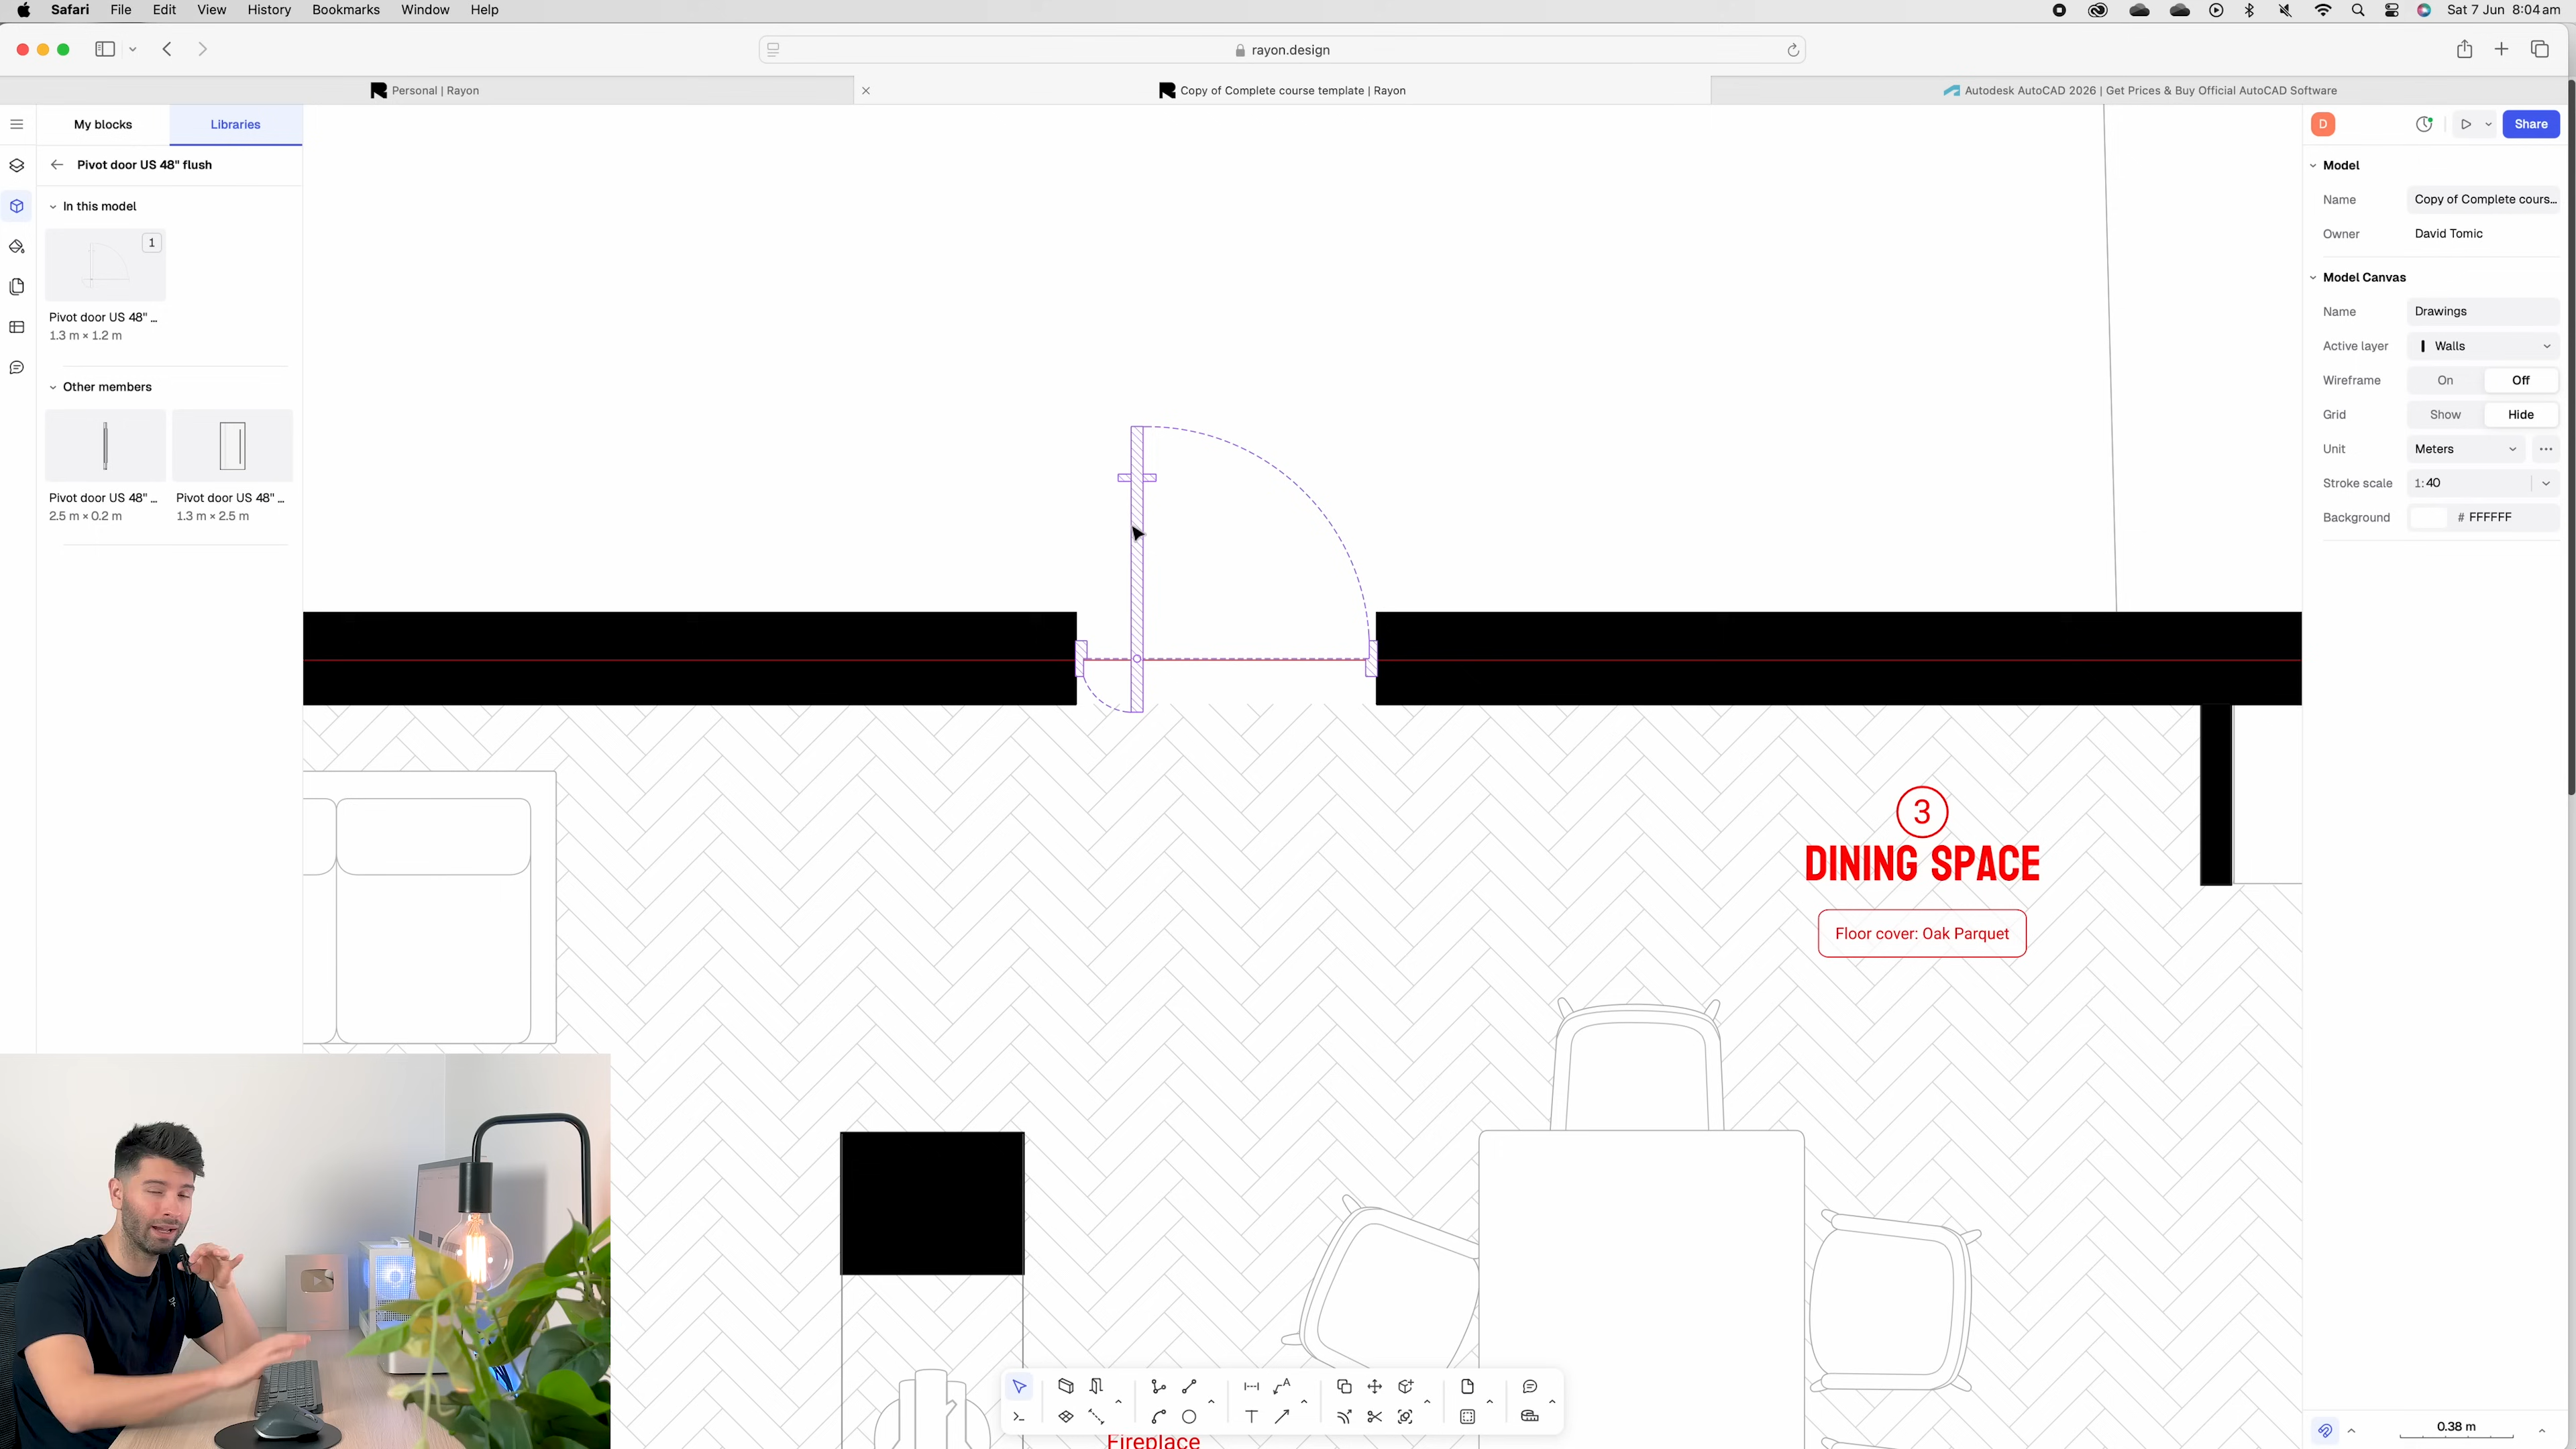 Safari File Edit View History Bookmarks Window Help Sat 7 Jun 8:04 am
rayon.design
Personal | Rayon
Copy of Complete course template | Rayon
Autodesk AutoCAD 2026 | Get Prices & Buy Official AutoCAD Software
My blocks
Libraries
Pivot door US 48" flush
In this model
1
Pivot door US 48" ...
1.3 m × 1.2 m
Other members
Pivot door US 48" ...
2.5 m × 0.2 m
Pivot door US 48" ...
1.3 m × 2.5 m
3
DINING SPACE
Floor cover: Oak Parquet
Fireplace
D
Share
Model
Name Copy of Complete cours...
Owner David Tomic
Model Canvas
Name Drawings
Active layer Walls
Wireframe On Off
Grid Show Hide
Unit Meters
Stroke scale 1: 40
Background # FFFFFF
0.38 m